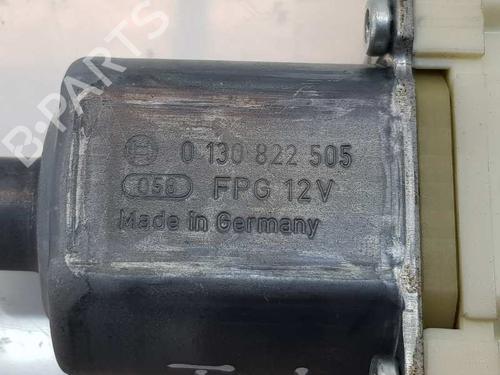 B-PARTS
0 130 822 505
058 FPG 12V
Made in Germany